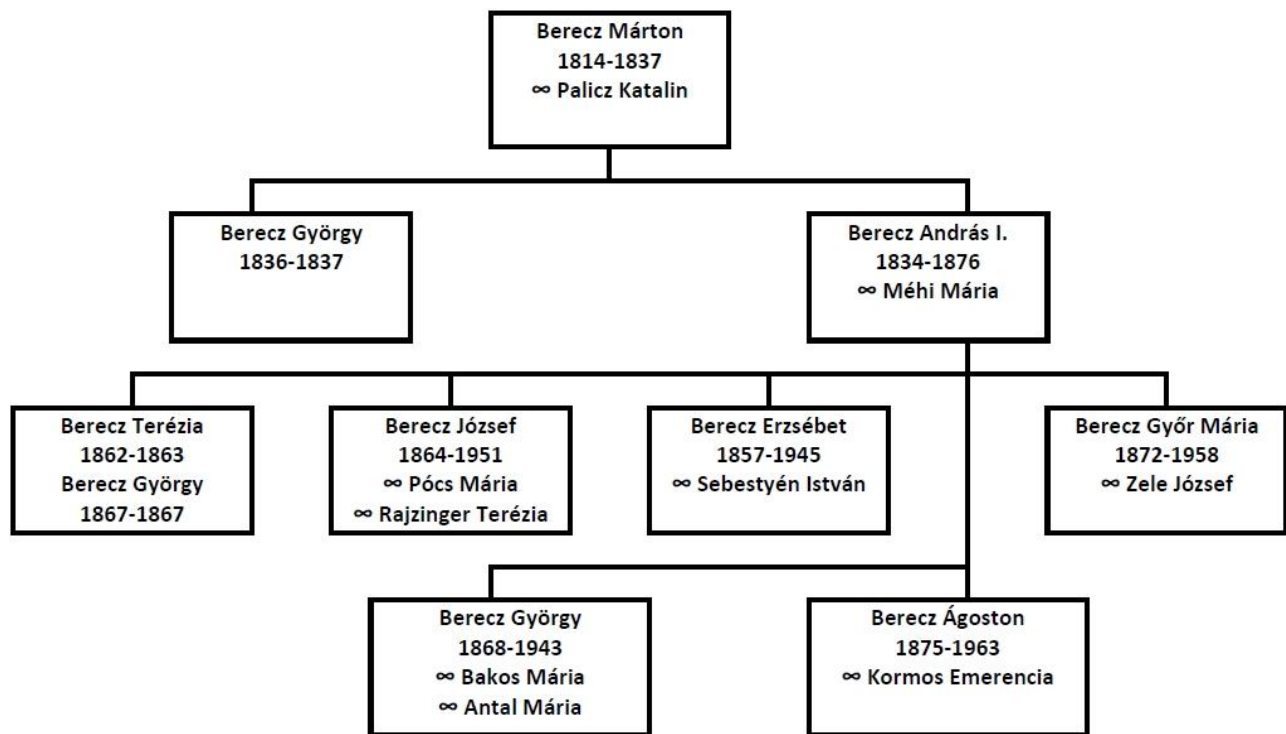 Berecz Márton
1814-1837
∞ Palicz Katalin
Berecz György
1836-1837
Berecz András I.
1834-1876
∞ Méhi Mária
Berecz Terézia
1862-1863
Berecz György
1867-1867
Berecz József
1864-1951
∞ Pócs Mária
∞ Rajzinger Terézia
Berecz Erzsébet
1857-1945
∞ Sebestyén István
Berecz Győr Mária
1872-1958
∞ Zele József
Berecz György
1868-1943
∞ Bakos Mária
∞ Antal Mária
Berecz Ágoston
1875-1963
∞ Kormos Emerencia